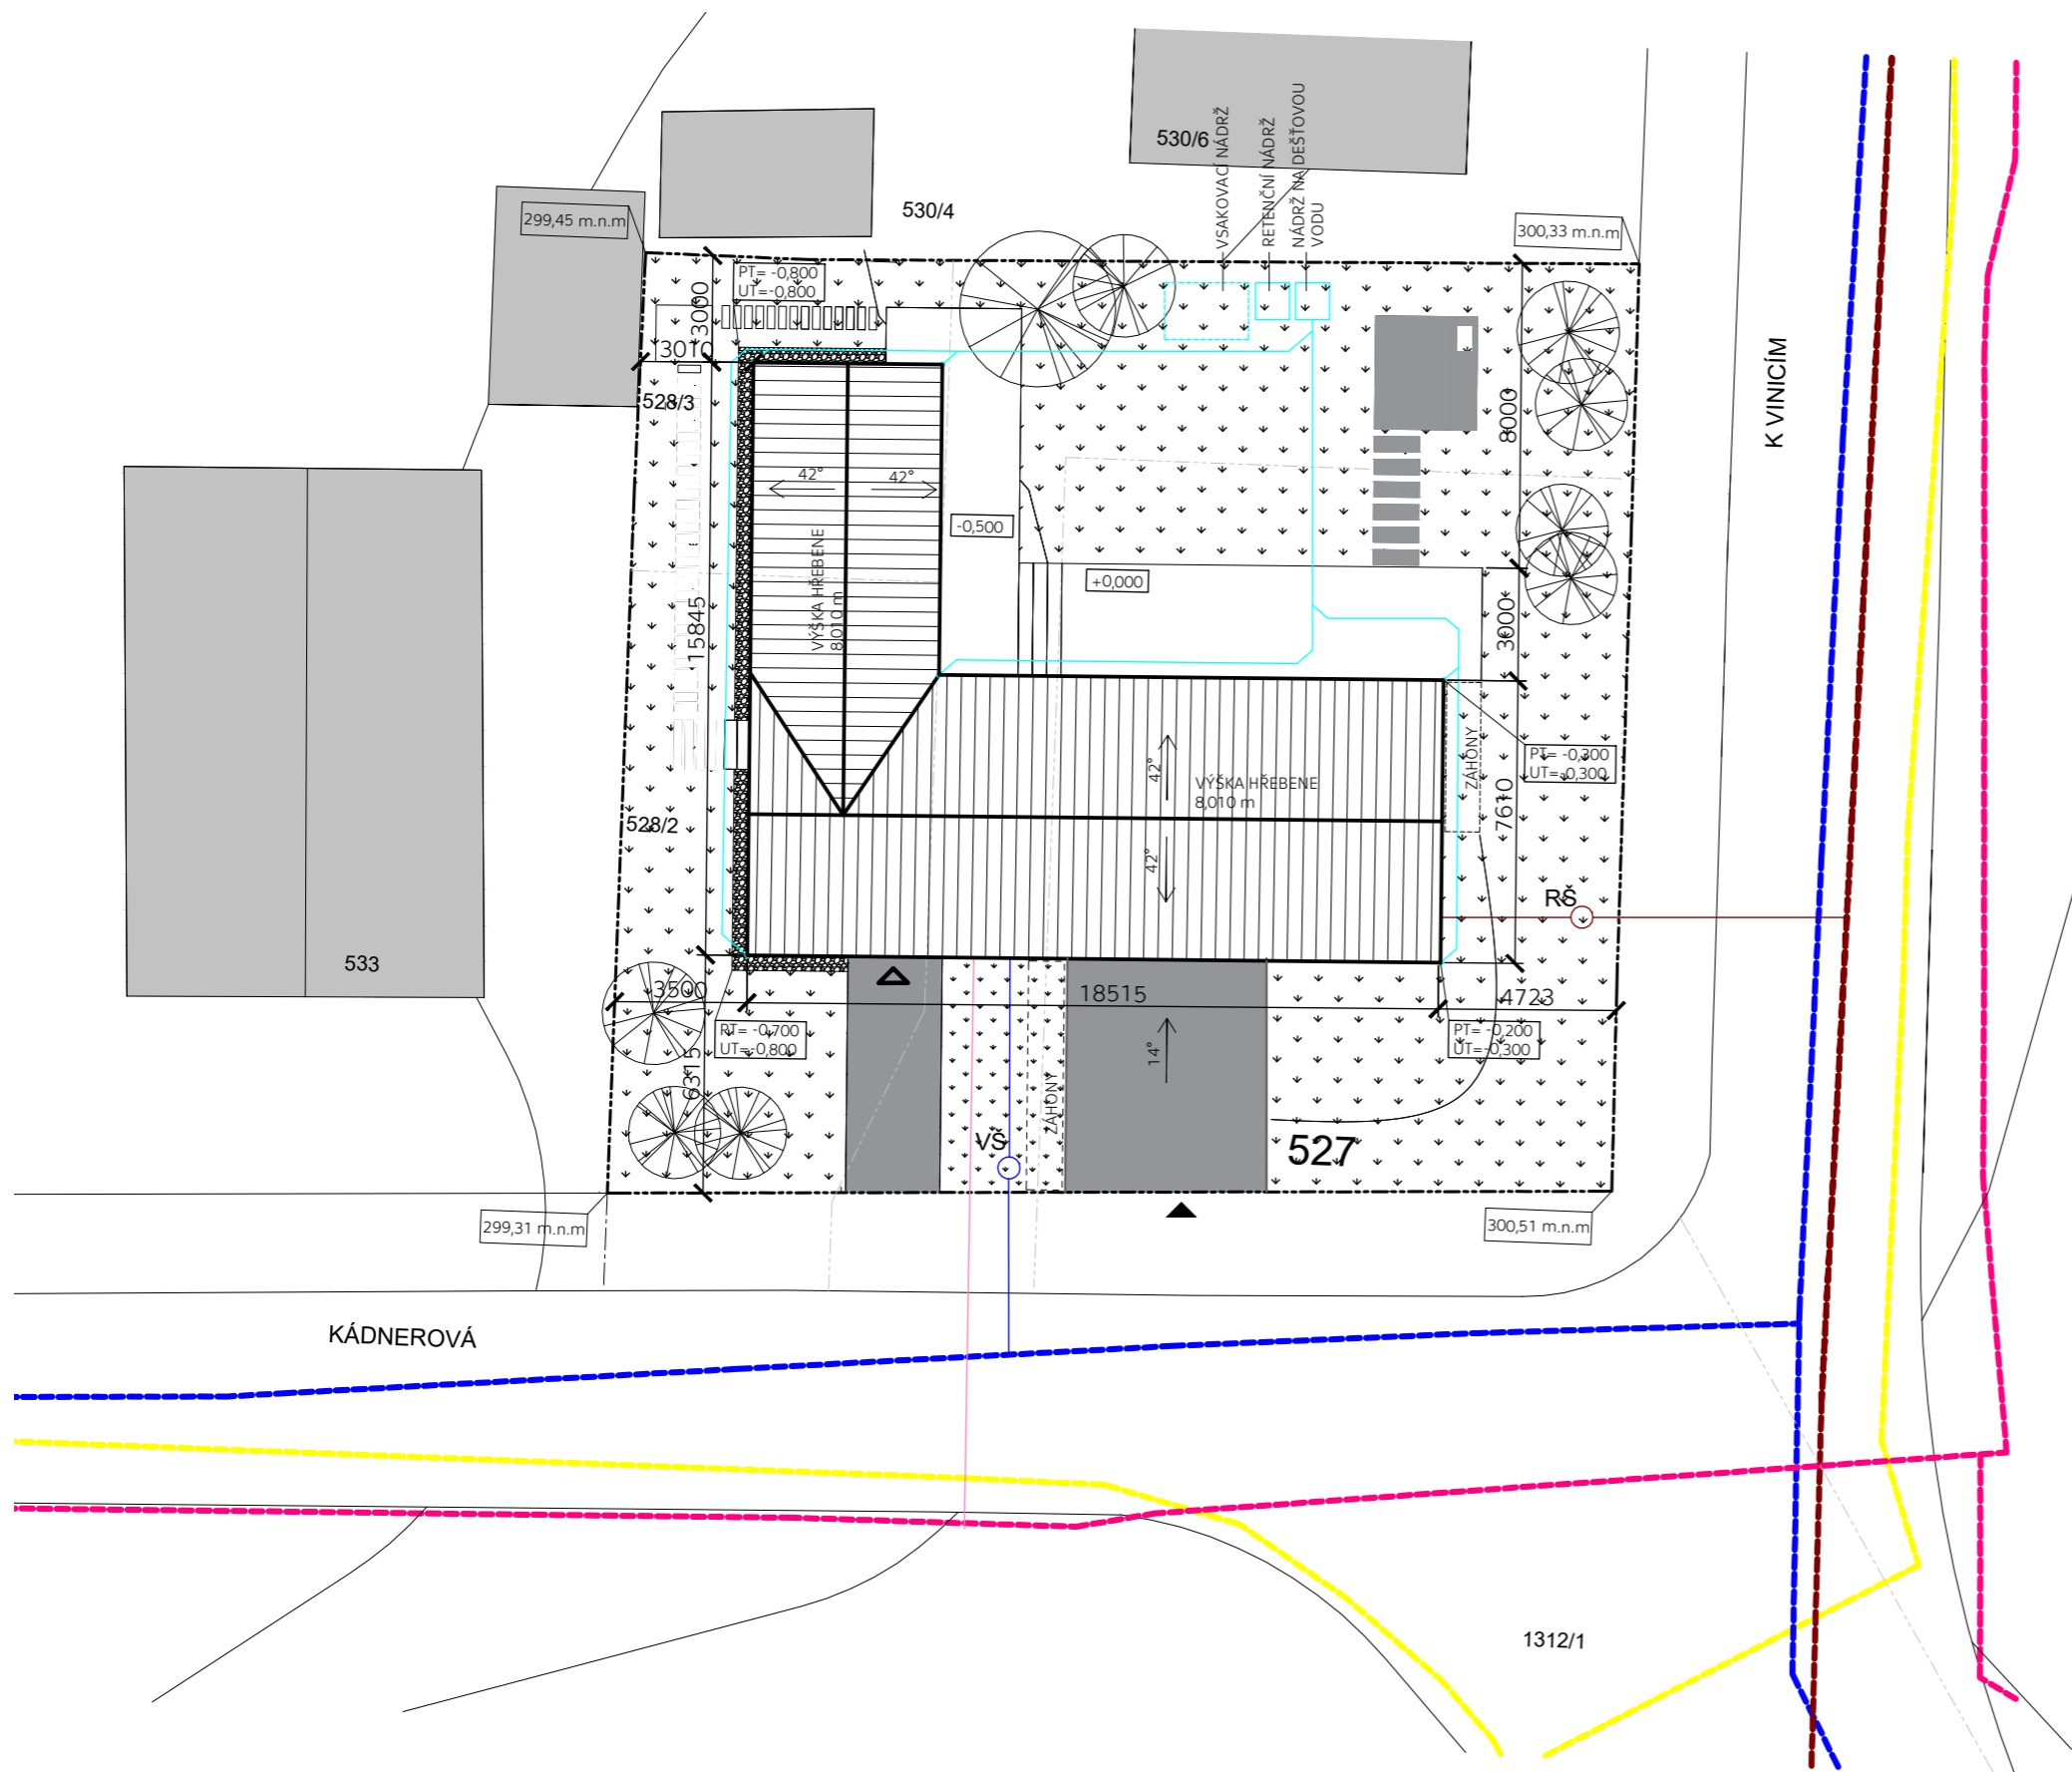 530/6
VSAKOVACÍ NÁDRŽ
RETENČNÍ NÁDRŽ
NÁDRŽ NA DEŠŤOVOU
VODU
299,45 m.n.m
530/4
300,33 m.n.m
PT= -0,800
UT=-0,800
3000
3010
528/3
8000
K VINICÍM
42°
42°
-0,500
VÝŠKA HŘEBENE
8,010 m
+0,000
15845
3000
PT= -0,300
UT=-0,300
ZÁHONY
42°
VÝŠKA HŘEBENE
8,010 m
7610
528/2
42°
RŠ
533
3500
18515
4723
PT= -0,700
UT=-0,800
PT= -0,200
UT=-0,300
14°
6315
ZÁHONY
VŠ
527
299,31 m.n.m
300,51 m.n.m
KÁDNEROVÁ
1312/1